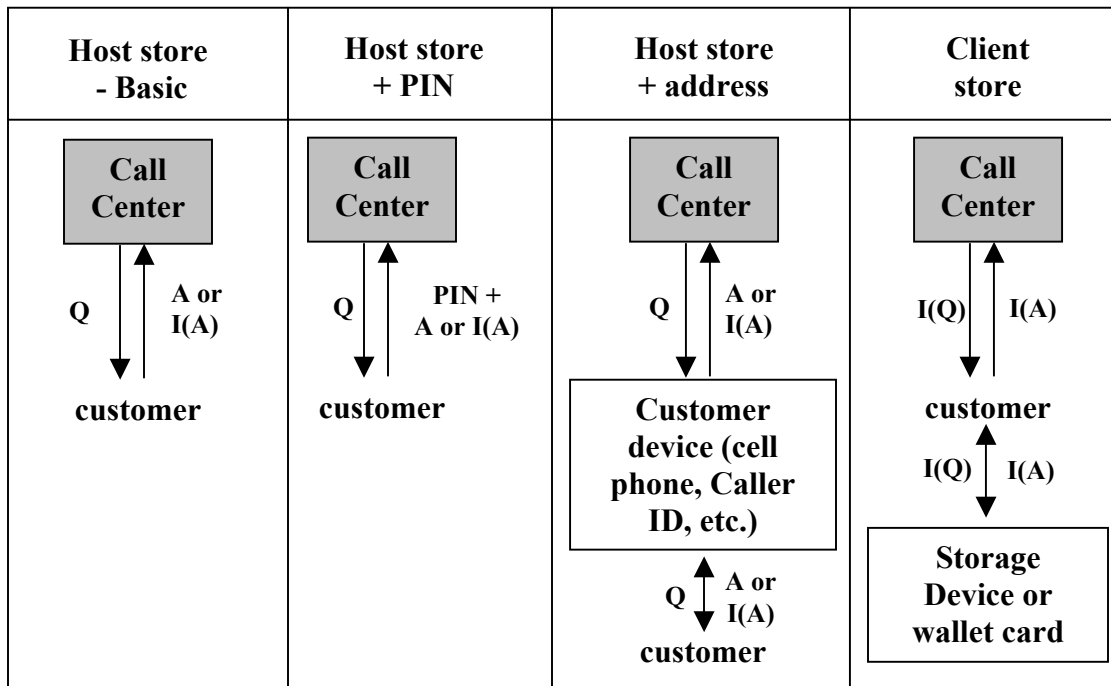 Host store
- Basic
Host store
+ PIN
Host store
+ address
Client
store
Call
Center
Q
A or
I(A)
customer
Call
Center
Q
PIN +
A or I(A)
customer
Call
Center
Q
A or
I(A)
Customer
device (cell
phone, Caller
ID, etc.)
Q
A or
I(A)
customer
Call
Center
I(Q)
I(A)
customer
I(Q)
I(A)
Storage
Device or
wallet card